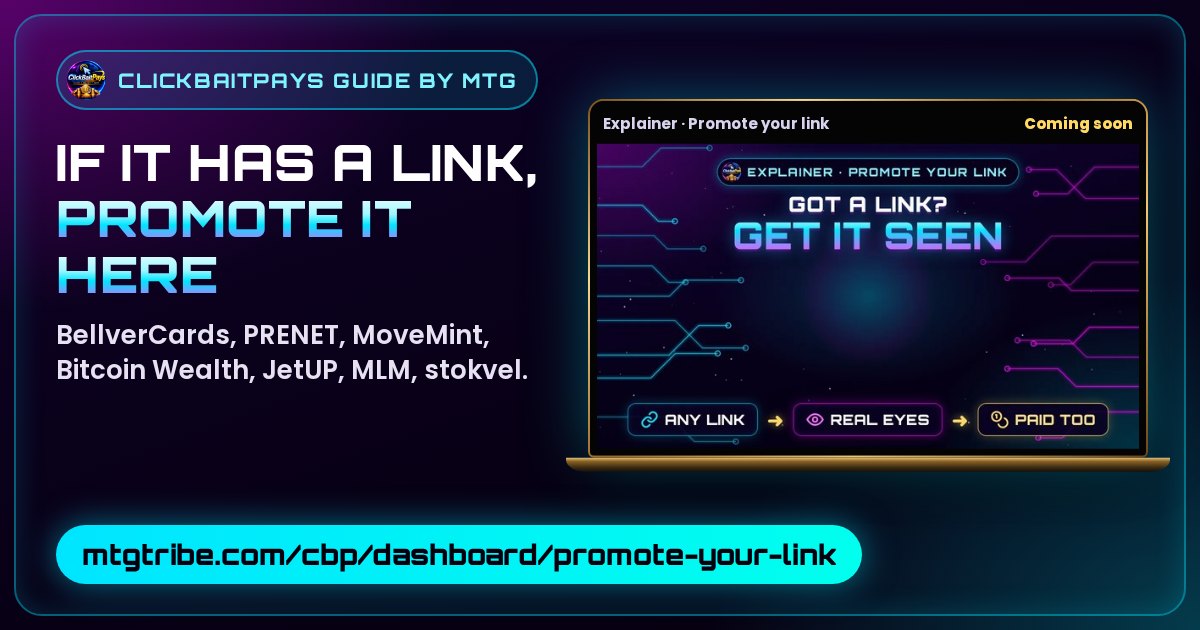 ClickBaitPays
CLICKBAITPAYS GUIDE BY MTG
IF IT HAS A LINK,
PROMOTE IT
HERE
BellverCards, PRENET, MoveMint,
Bitcoin Wealth, JetUP, MLM, stokvel.
Explainer · Promote your link
Coming soon
EXPLAINER · PROMOTE YOUR LINK
GOT A LINK?
GET IT SEEN
ANY LINK
REAL EYES
PAID TOO
mtgtribe.com/cbp/dashboard/promote-your-link